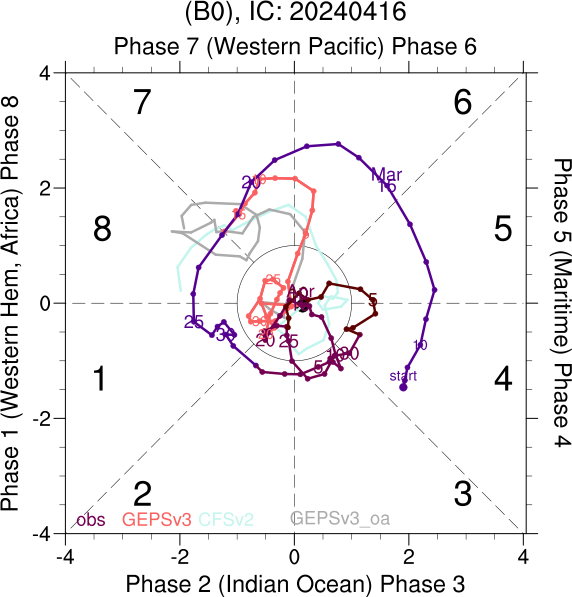 (B0), IC: 20240416
Phase 7 (Western Pacific) Phase 6
Phase 1 (Western Hem, Africa) Phase 8
Phase 5 (Maritime) Phase 4
4
2
0
-2
-4
7
6
8
5
1
4
2
3
Mar
15
20
25
10
start
Apr
5
25
5
20
25
30
obs GEPSv3 CFSv2 GEPSv3_oa
-4 -2 0 2 4
Phase 2 (Indian Ocean) Phase 3